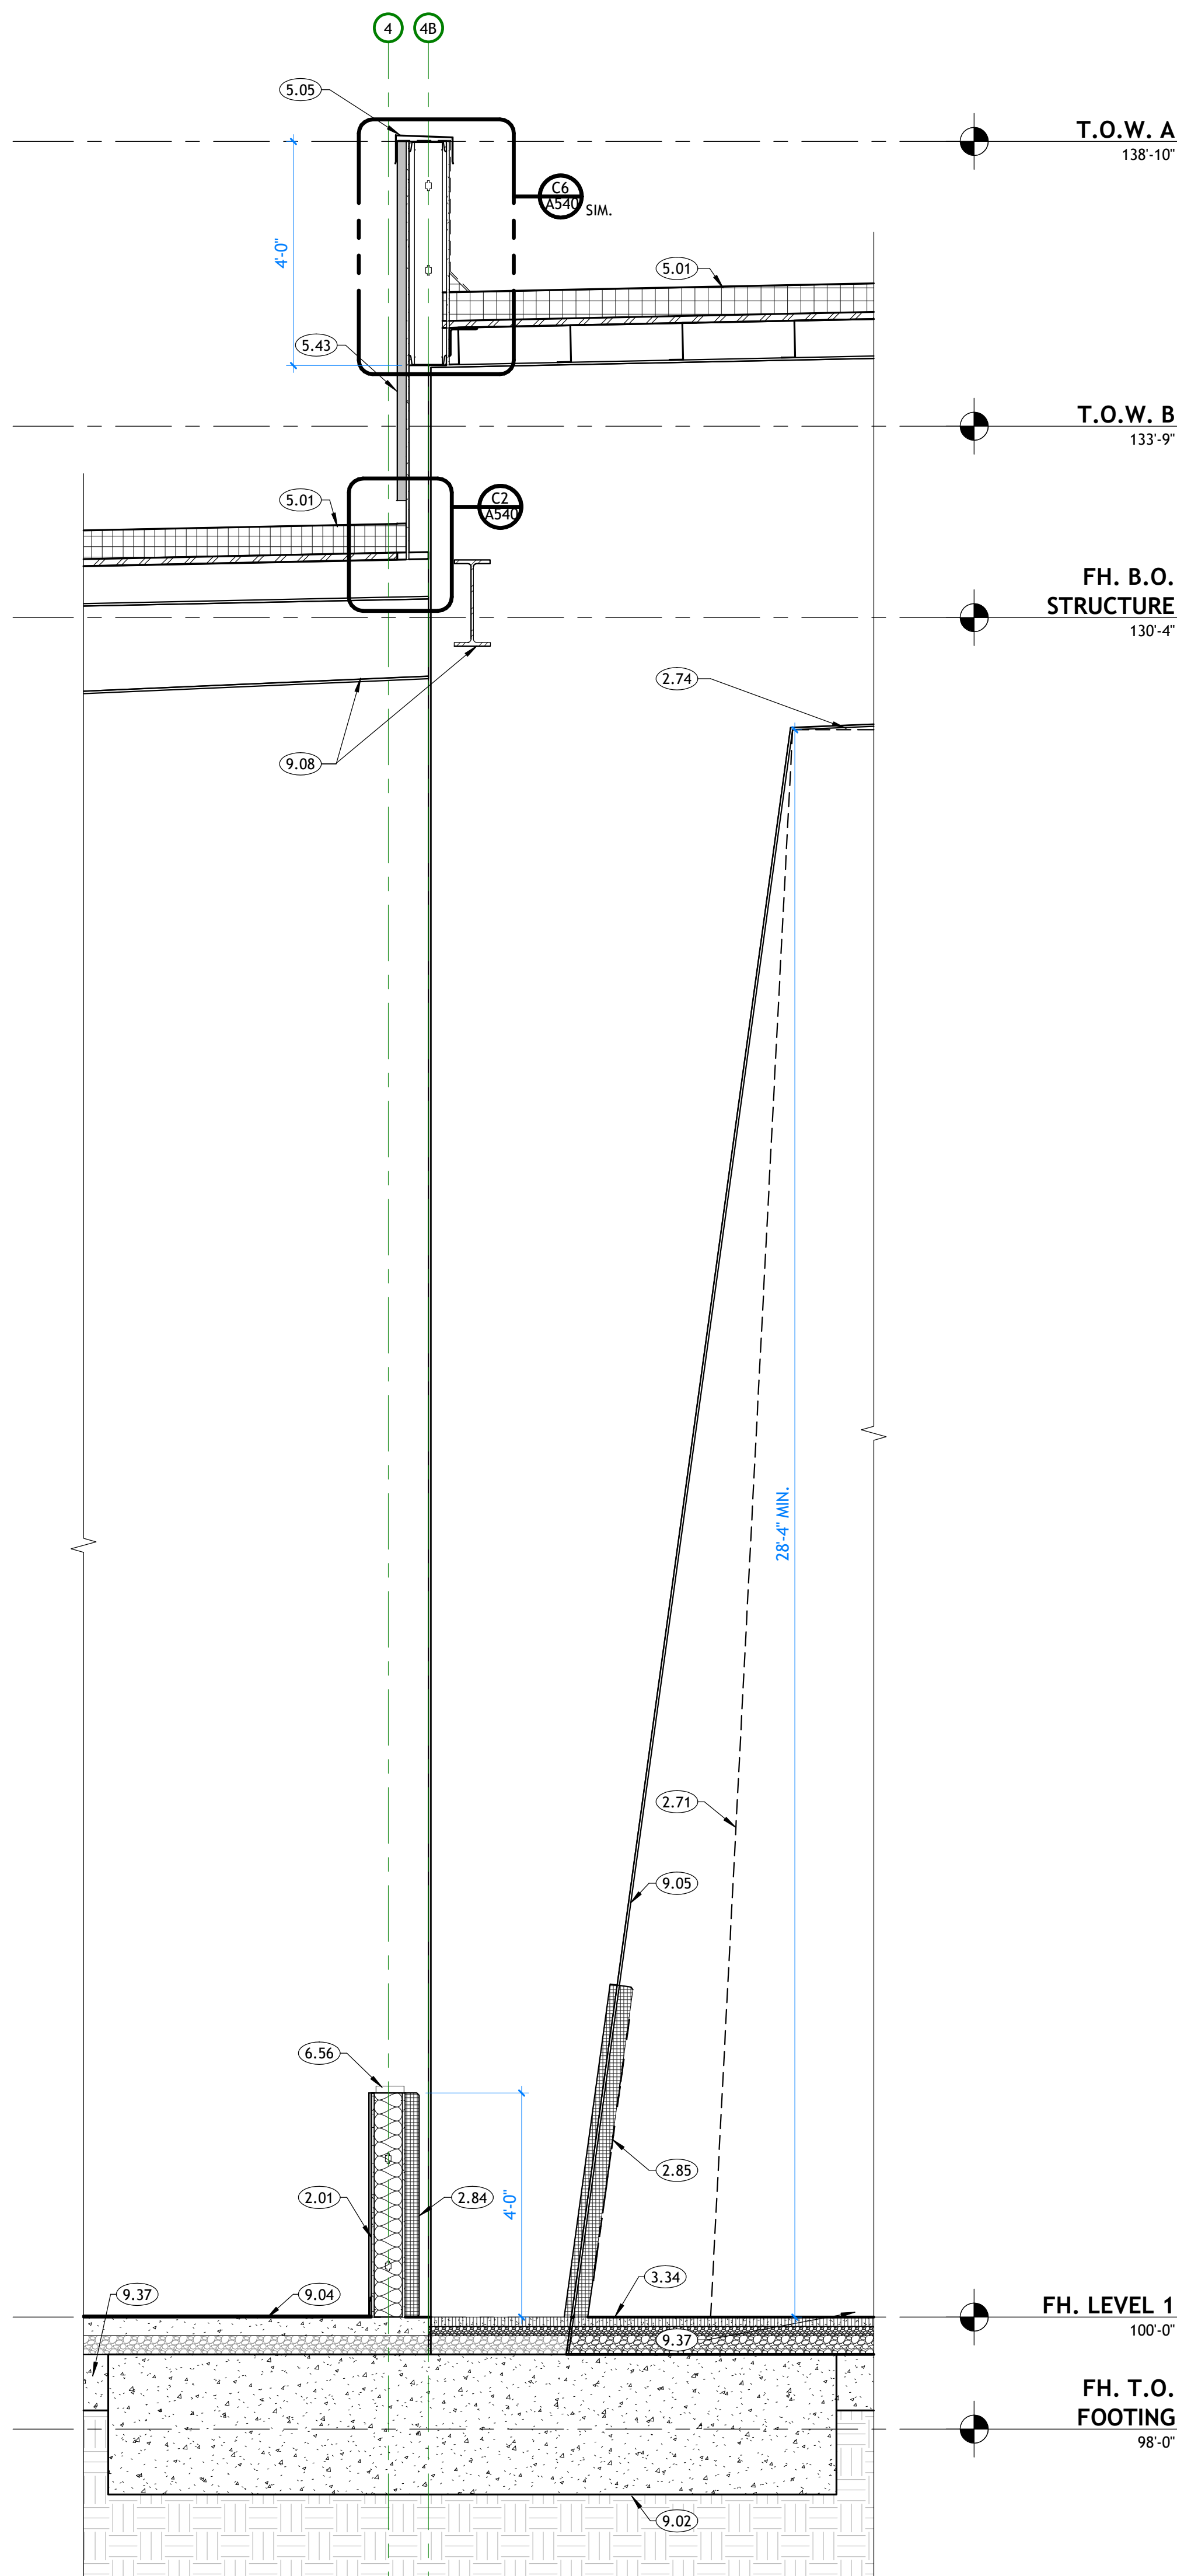 4
4B
5.05
T.O.W. A
138'-10"
C6
A540
SIM.
4'-0"
5.01
5.43
T.O.W. B
133'-9"
5.01
C2
A540
FH. B.O.
STRUCTURE
130'-4"
2.74
9.08
28'-4" MIN.
2.71
9.05
6.56
2.85
2.01
2.84
4'-0"
3.34
9.37
9.04
FH. LEVEL 1
100'-0"
9.37
FH. T.O.
FOOTING
98'-0"
9.02